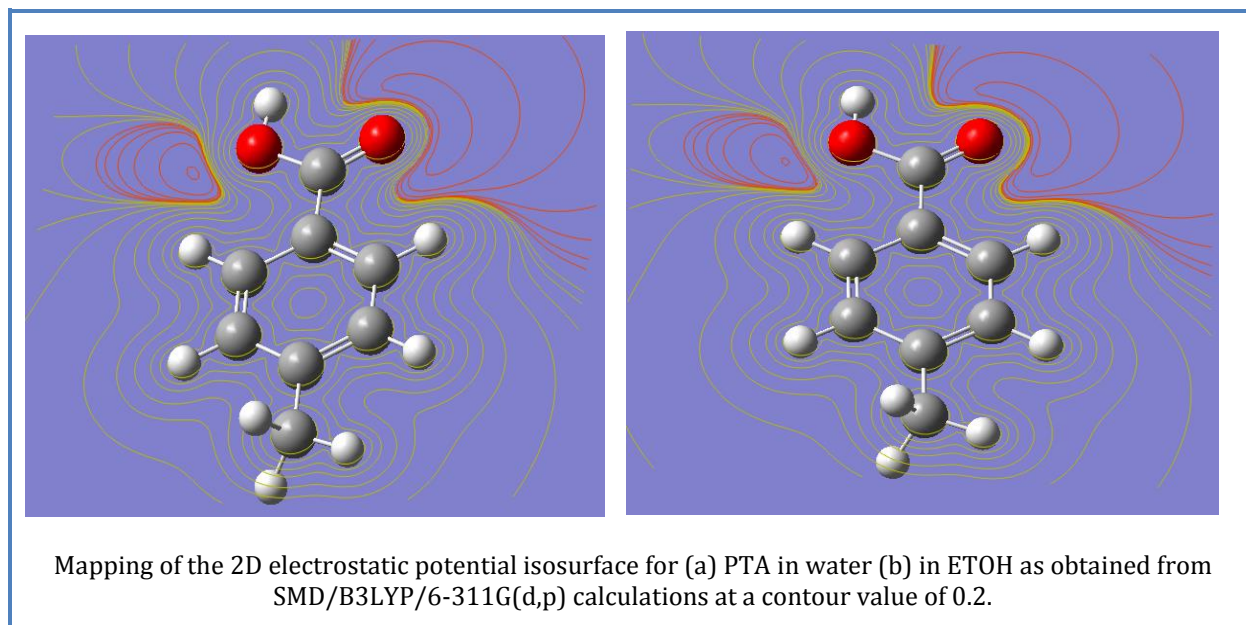 Mapping of the 2D electrostatic potential isosurface for (a) PTA in water (b) in ETOH as obtained from
SMD/B3LYP/6-311G(d,p) calculations at a contour value of 0.2.